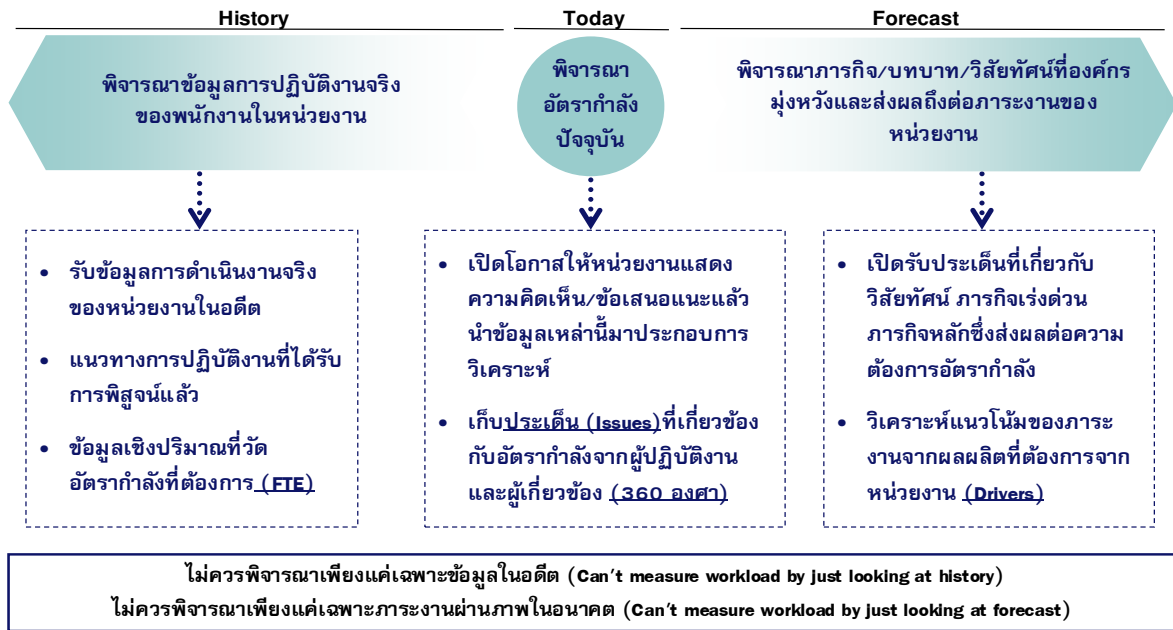 History
Today
Forecast
พิจารณาข้อมูลการปฏิบัติงานจริง
ของพนักงานในหน่วยงาน
พิจารณา
อัตรากำลัง
ปัจจุบัน
พิจารณาภารกิจ/บทบาท/วิสัยทัศน์ที่องค์กร
มุ่งหวังและส่งผลถึงต่อภาระงานของ
หน่วยงาน
• รับข้อมูลการดำเนินงานจริง
ของหน่วยงานในอดีต
• แนวทางการปฏิบัติงานที่ได้รับ
การพิสูจน์แล้ว
• ข้อมูลเชิงปริมาณที่วัด
อัตรากำลังที่ต้องการ (FTE)
• เปิดโอกาสให้หน่วยงานแสดง
ความคิดเห็น/ข้อเสนอแนะแล้ว
นำข้อมูลเหล่านี้มาประกอบการ
วิเคราะห์
• เก็บประเด็น (Issues)ที่เกี่ยวข้อง
กับอัตรากำลังจากผู้ปฏิบัติงาน
และผู้เกี่ยวข้อง (360 องศา)
• เปิดรับประเด็นที่เกี่ยวกับ
วิสัยทัศน์ ภารกิจเร่งด่วน
ภารกิจหลักซึ่งส่งผลต่อความ
ต้องการอัตรากำลัง
• วิเคราะห์แนวโน้มของภาระ
งานจากผลผลิตที่ต้องการจาก
หน่วยงาน (Drivers)
ไม่ควรพิจารณาเพียงแค่เฉพาะข้อมูลในอดีต (Can't measure workload by just looking at history)
ไม่ควรพิจารณาเพียงแค่เฉพาะภาระงานผ่านภาพในอนาคต (Can't measure workload by just looking at forecast)